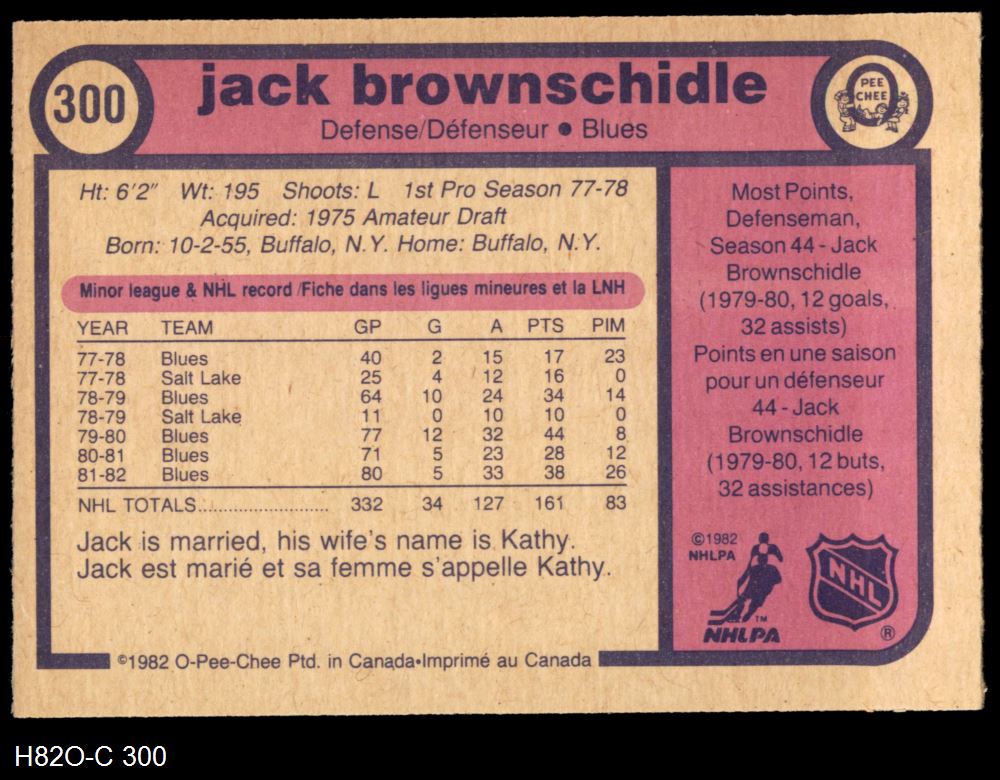 300
jack brownschidle
Defense/Défenseur • Blues
PEE
CHEE
Ht: 6'2" Wt: 195 Shoots: L 1st Pro Season 77-78
Acquired: 1975 Amateur Draft
Born: 10-2-55, Buffalo, N.Y. Home: Buffalo, N.Y.
Minor league & NHL record /Fiche dans les ligues mineures et la LNH
YEAR TEAM GP G A PTS PIM
77-78 Blues 40 2 15 17 23
77-78 Salt Lake 25 4 12 16 0
78-79 Blues 64 10 24 34 14
78-79 Salt Lake 11 0 10 10 0
79-80 Blues 77 12 32 44 8
80-81 Blues 71 5 23 28 12
81-82 Blues 80 5 33 38 26
NHL TOTALS........................... 332 34 127 161 83
Jack is married, his wife's name is Kathy.
Jack est marié et sa femme s'appelle Kathy.
©1982 O-Pee-Chee Ptd. in Canada•Imprimé au Canada
Most Points,
Defenseman,
Season 44 - Jack
Brownschidle
(1979-80, 12 goals,
32 assists)
Points en une saison
pour un défenseur
44 - Jack
Brownschidle
(1979-80, 12 buts,
32 assistances)
©1982
NHLPA
TM
NHLPA
NHL
®
H82O-C 300